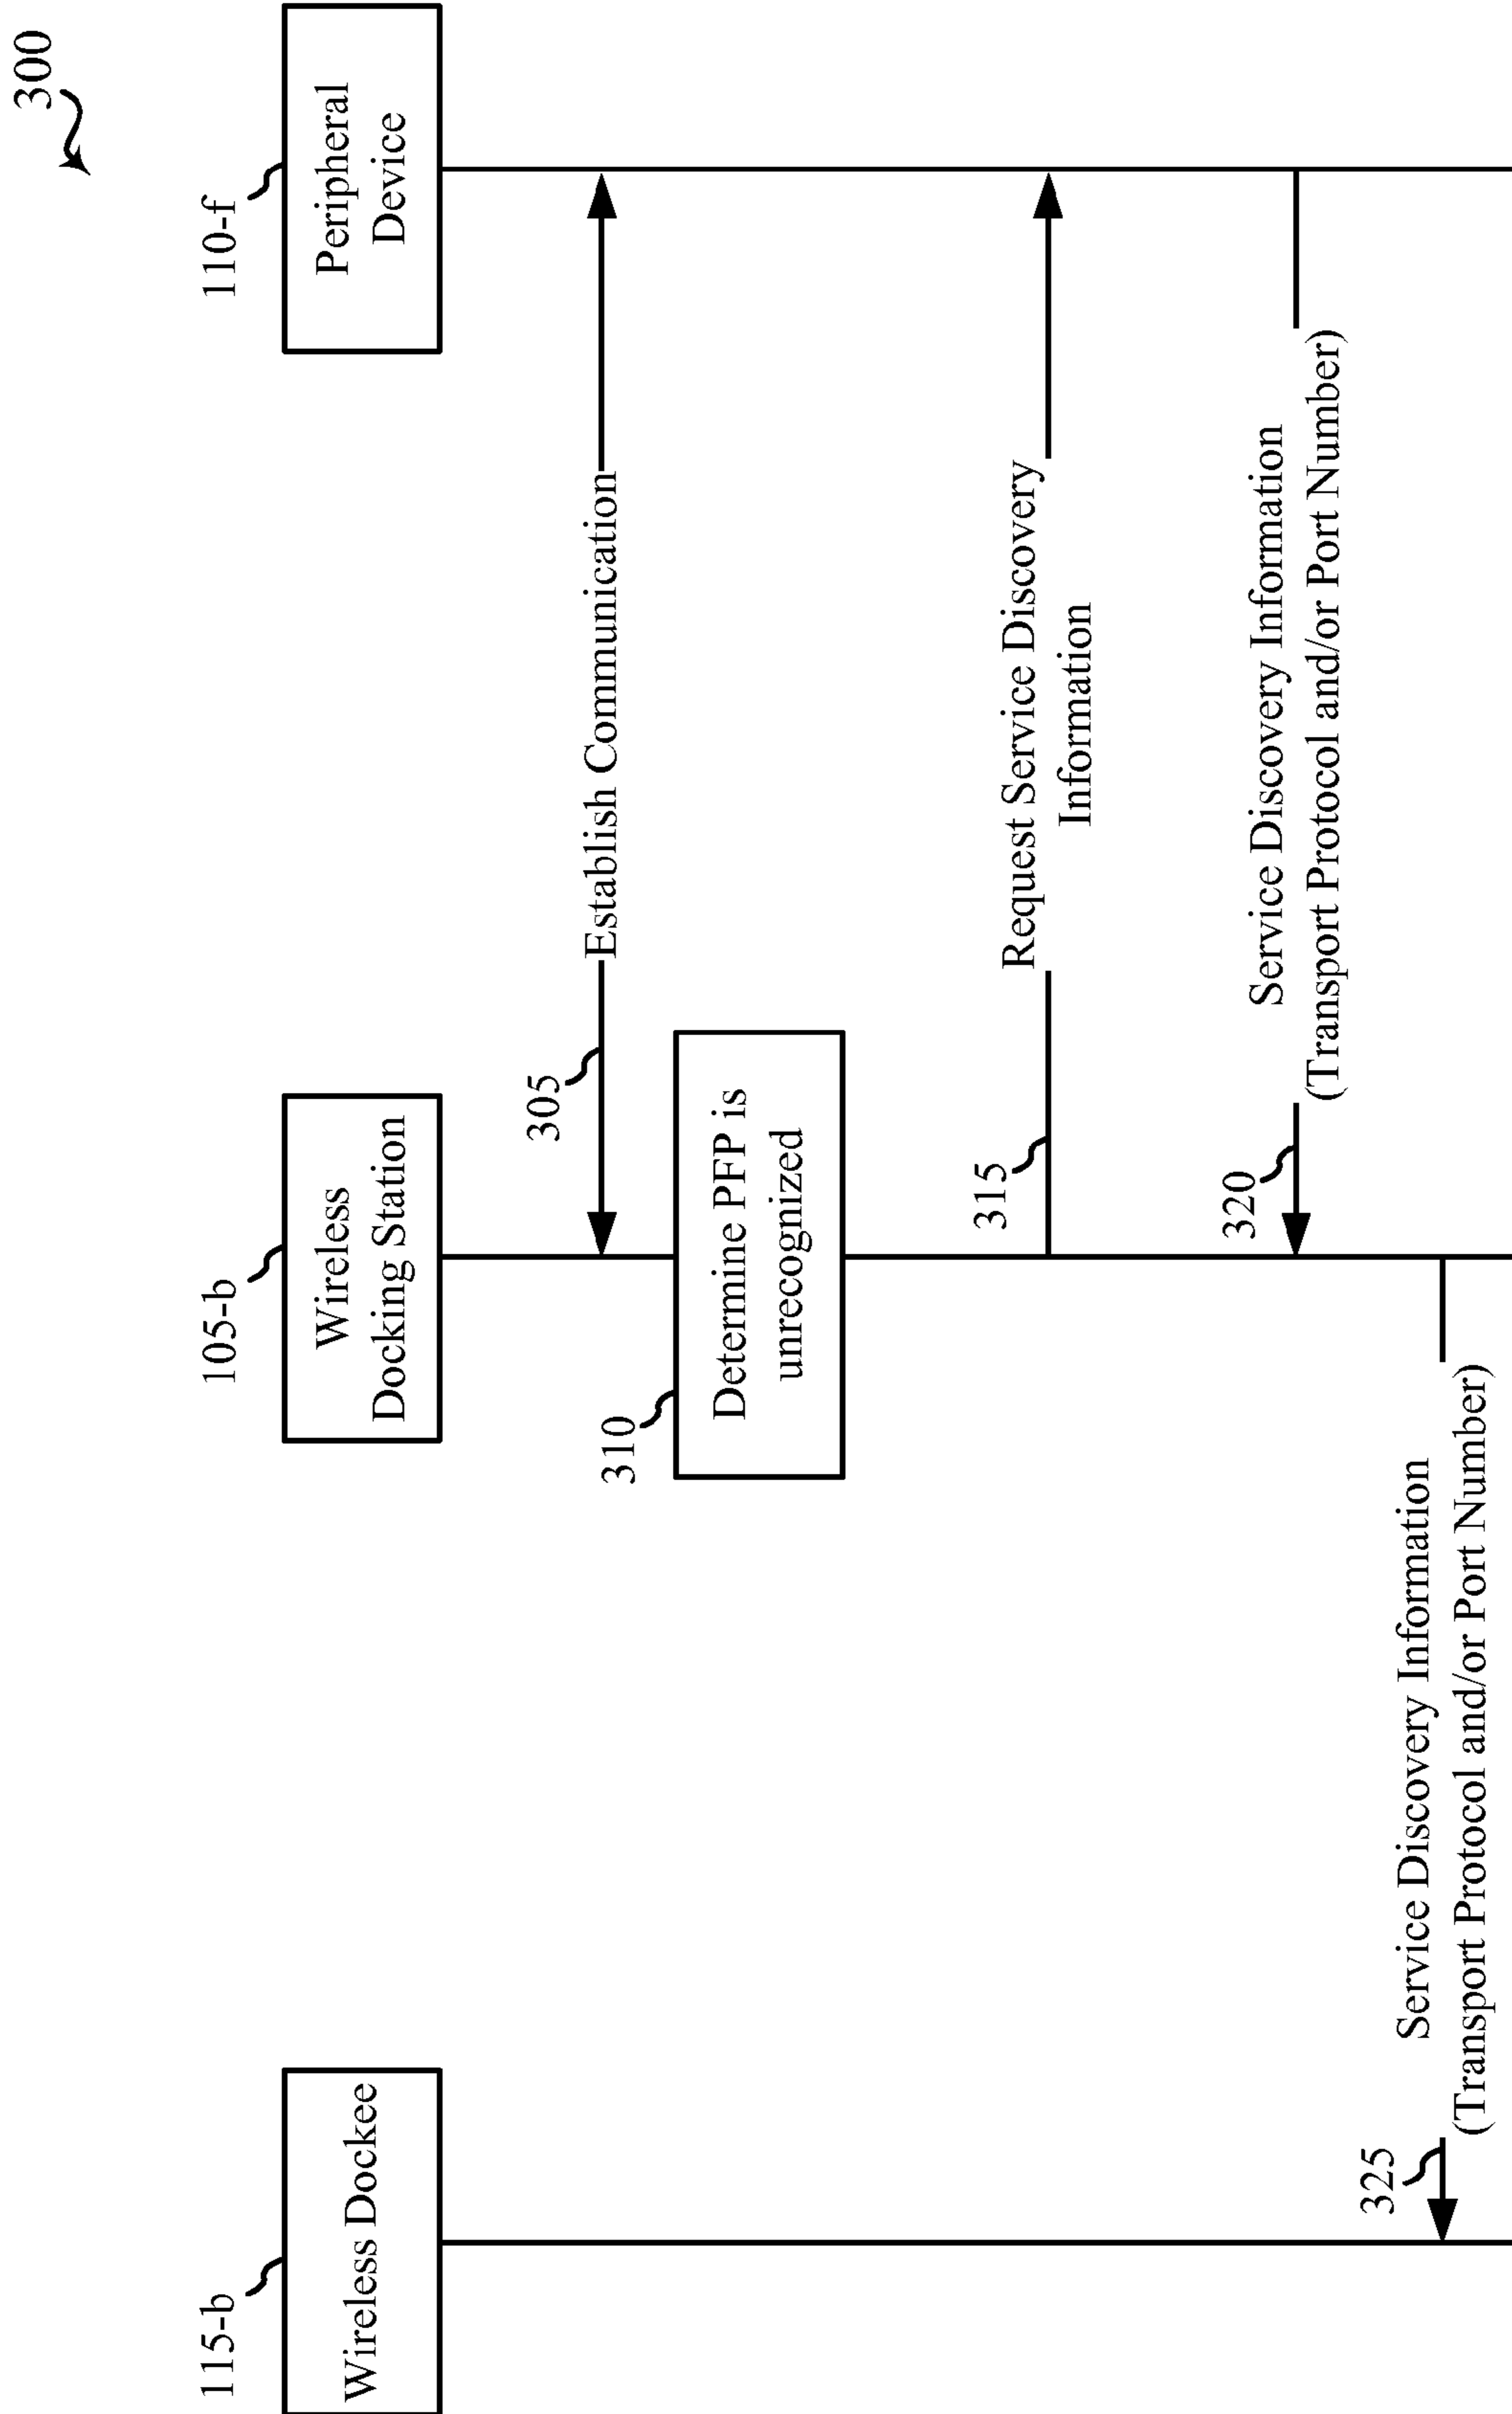 300
115-b
Wireless Dockee
105-b
Wireless
Docking Station
110-f
Peripheral
Device
305
Establish Communication
310
Determine PFP is
unrecognized
315
Request Service Discovery
Information
320
Service Discovery Information
(Transport Protocol and/or Port Number)
325
Service Discovery Information
(Transport Protocol and/or Port Number)